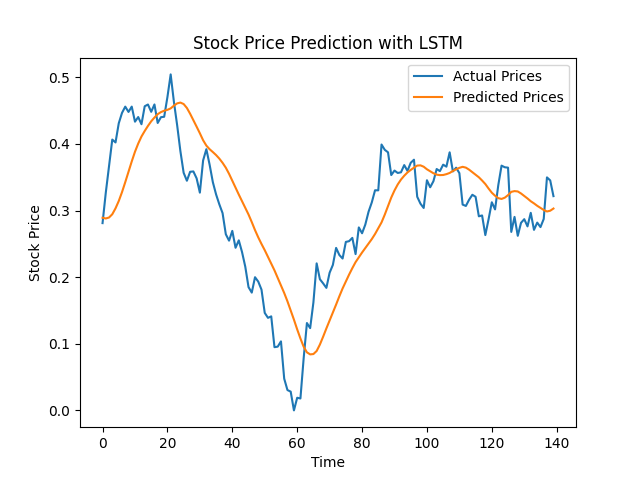 Stock Price Prediction with LSTM
Actual Prices
Predicted Prices
0.5
0.4
0.3
0.2
0.1
0.0
Stock Price
0 20 40 60 80 100 120 140
Time